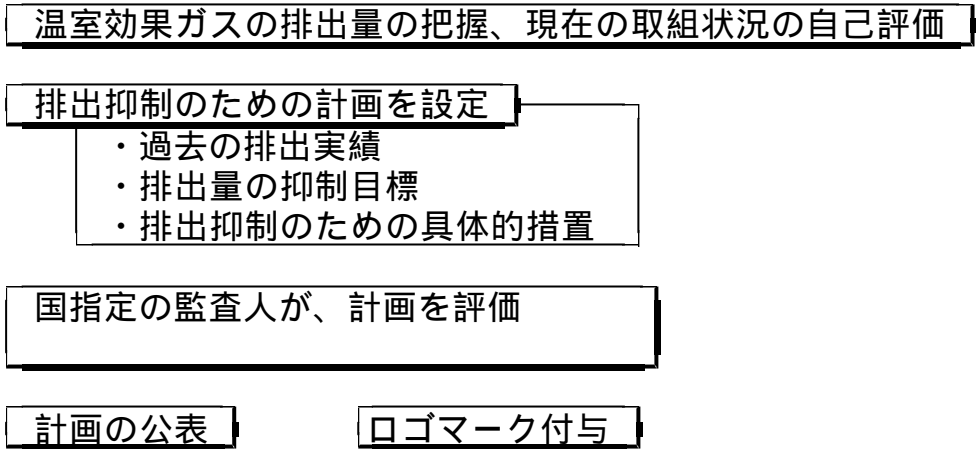 温室効果ガスの排出量の把握、現在の取組状況の自己評価
排出抑制のための計画を設定
・過去の排出実績
・排出量の抑制目標
・排出抑制のための具体的措置
国指定の監査人が、計画を評価
計画の公表
ロゴマーク付与